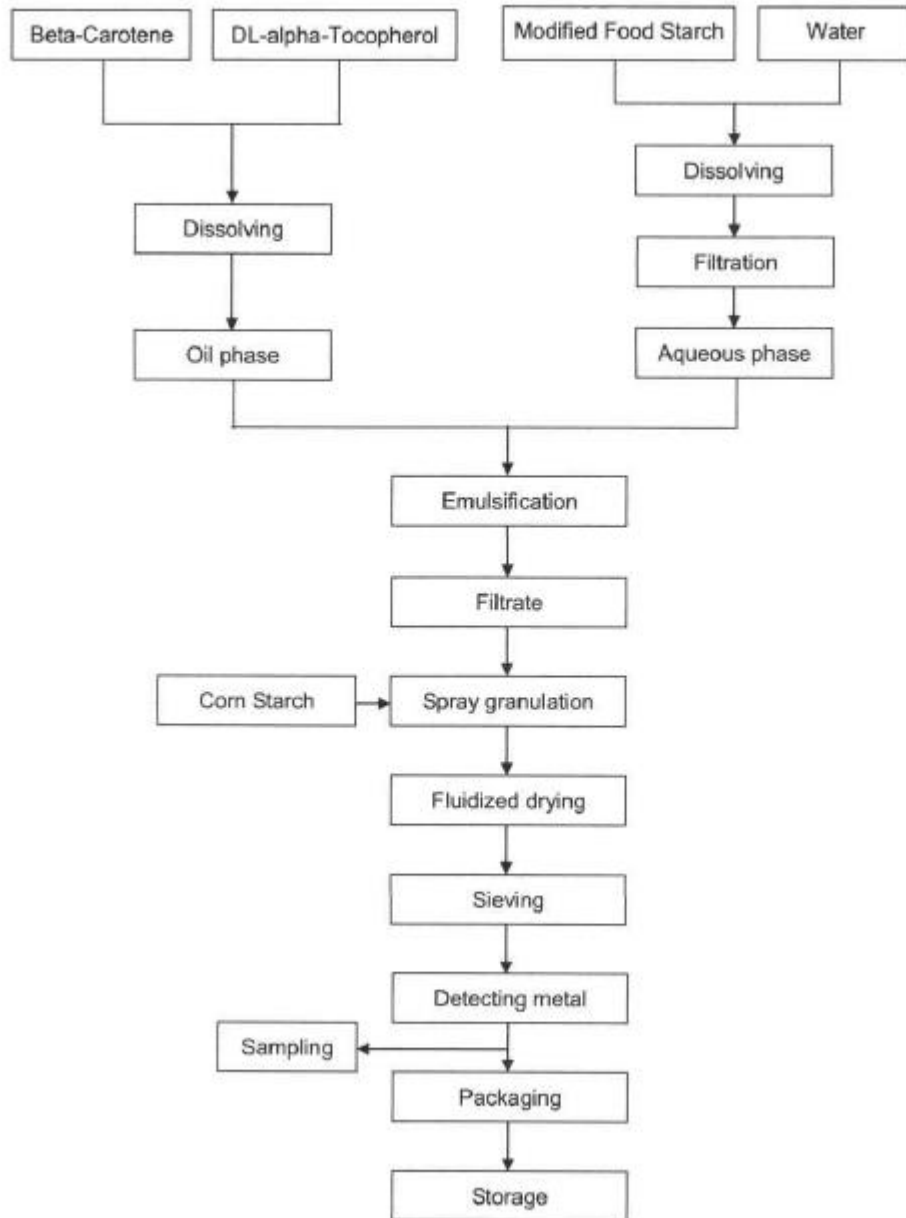 Beta-Carotene
DL-alpha-Tocopherol
Modified Food Starch
Water
Dissolving
Dissolving
Filtration
Oil phase
Aqueous phase
Emulsification
Filtrate
Corn Starch
Spray granulation
Fluidized drying
Sieving
Detecting metal
Sampling
Packaging
Storage